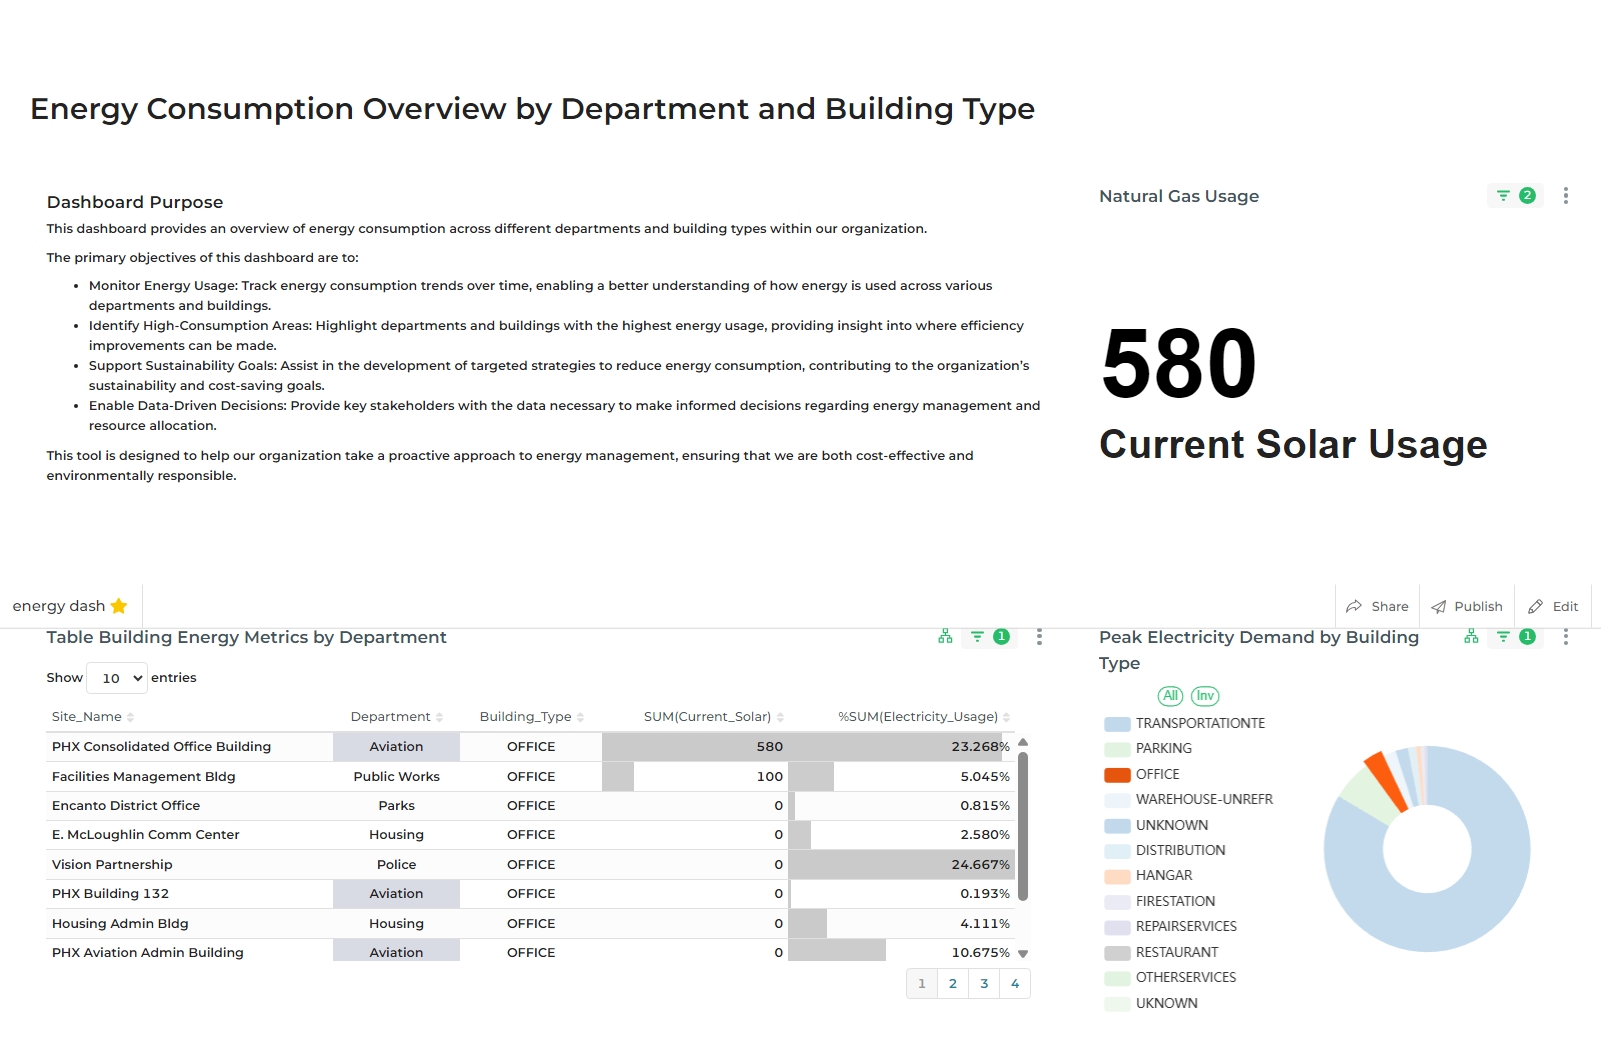 Energy Consumption Overview by Department and Building Type
Dashboard Purpose
This dashboard provides an overview of energy consumption across different departments and building types within our organization.
The primary objectives of this dashboard are to:
• Monitor Energy Usage: Track energy consumption trends over time, enabling a better understanding of how energy is used across various
departments and buildings.
• Identify High-Consumption Areas: Highlight departments and buildings with the highest energy usage, providing insight into where efficiency
improvements can be made.
• Support Sustainability Goals: Assist in the development of targeted strategies to reduce energy consumption, contributing to the organization's
sustainability and cost-saving goals.
• Enable Data-Driven Decisions: Provide key stakeholders with the data necessary to make informed decisions regarding energy management and
resource allocation.
This tool is designed to help our organization take a proactive approach to energy management, ensuring that we are both cost-effective and
environmentally responsible.
Natural Gas Usage
2
580
Current Solar Usage
energy dash
Share Publish Edit
Table Building Energy Metrics by Department
1
Show 10 entries
Site_Name Department Building_Type SUM(Current_Solar) %SUM(Electricity_Usage)
PHX Consolidated Office Building Aviation OFFICE 580 23.268%
Facilities Management Bldg Public Works OFFICE 100 5.045%
Encanto District Office Parks OFFICE 0 0.815%
E. McLoughlin Comm Center Housing OFFICE 0 2.580%
Vision Partnership Police OFFICE 0 24.667%
PHX Building 132 Aviation OFFICE 0 0.193%
Housing Admin Bldg Housing OFFICE 0 4.111%
PHX Aviation Admin Building Aviation OFFICE 0 10.675%
1 2 3 4
Peak Electricity Demand by Building
Type
1
All Inv
TRANSPORTATIONTE
PARKING
OFFICE
WAREHOUSE-UNREFR
UNKNOWN
DISTRIBUTION
HANGAR
FIRESTATION
REPAIRSERVICES
RESTAURANT
OTHERSERVICES
UKNOWN